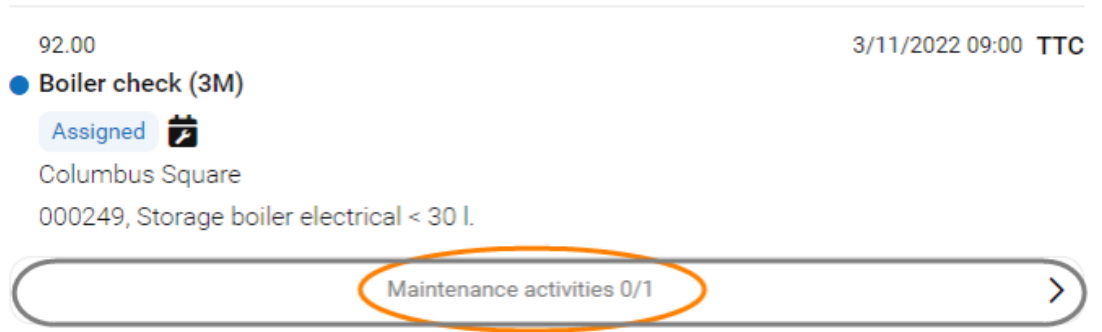 92.00 3/11/2022 09:00 TTC
Boiler check (3M)
Assigned
Columbus Square
000249, Storage boiler electrical < 30 l.
Maintenance activities 0/1